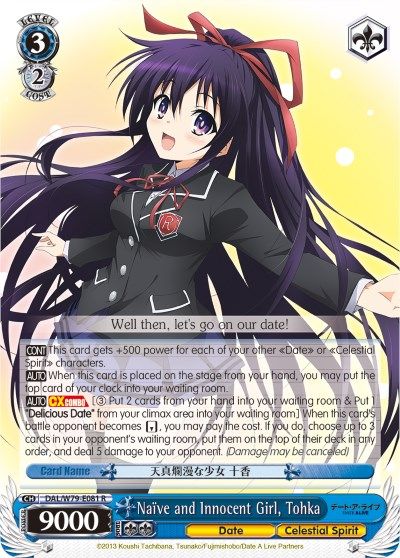 LEVEL
3
2
COST
Well then, let's go on our date!
CONT This card gets +500 power for each of your other «Date» or «Celestial
Spirit» characters.
AUTO When this card is placed on the stage from your hand, you may put the
top card of your clock into your waiting room.
AUTO CX COMBO [③ Put 2 cards from your hand into your waiting room & Put 1
"Delicious Date" from your climax area into your waiting room] When this card's
battle opponent becomes, you may pay the cost. If you do, choose up to 3
cards in your opponent's waiting room, put them on the top of their deck in any
order, and deal 5 damage to your opponent. (Damage may be canceled)
Card Name
天真爛漫な少女 十香
CH DAL/W79-E081 R
Naïve and Innocent Girl, Tohka
デート・ア・ライブ
POWER
9000
SOUL
Date
Celestial Spirit
©2013 Koushi Tachibana, Tsunako/Fujimishobo/Date A Live Partners